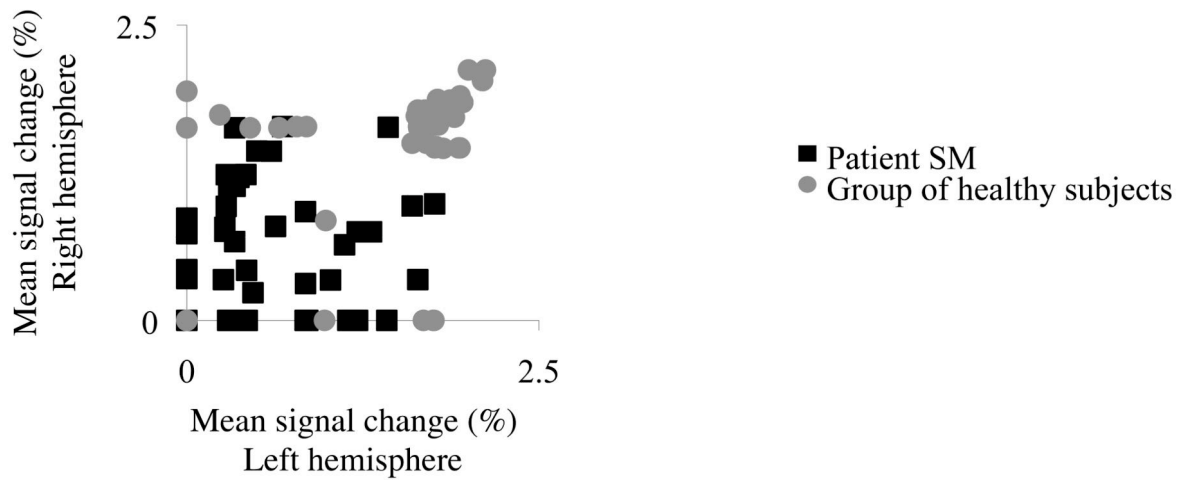 Mean signal change (%)
Right hemisphere
2.5
0
0
2.5
Mean signal change (%)
Left hemisphere
Patient SM
Group of healthy subjects